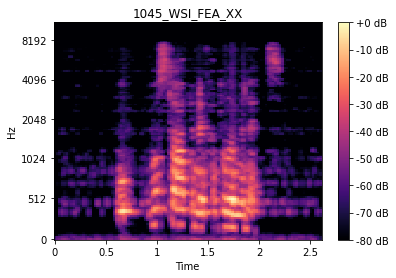 1045_WSI_FEA_XX
8192
4096
2048
1024
512
0
Hz
0
0.5
1
1.5
2
2.5
Time
+0 dB
-10 dB
-20 dB
-30 dB
-40 dB
-50 dB
-60 dB
-70 dB
-80 dB